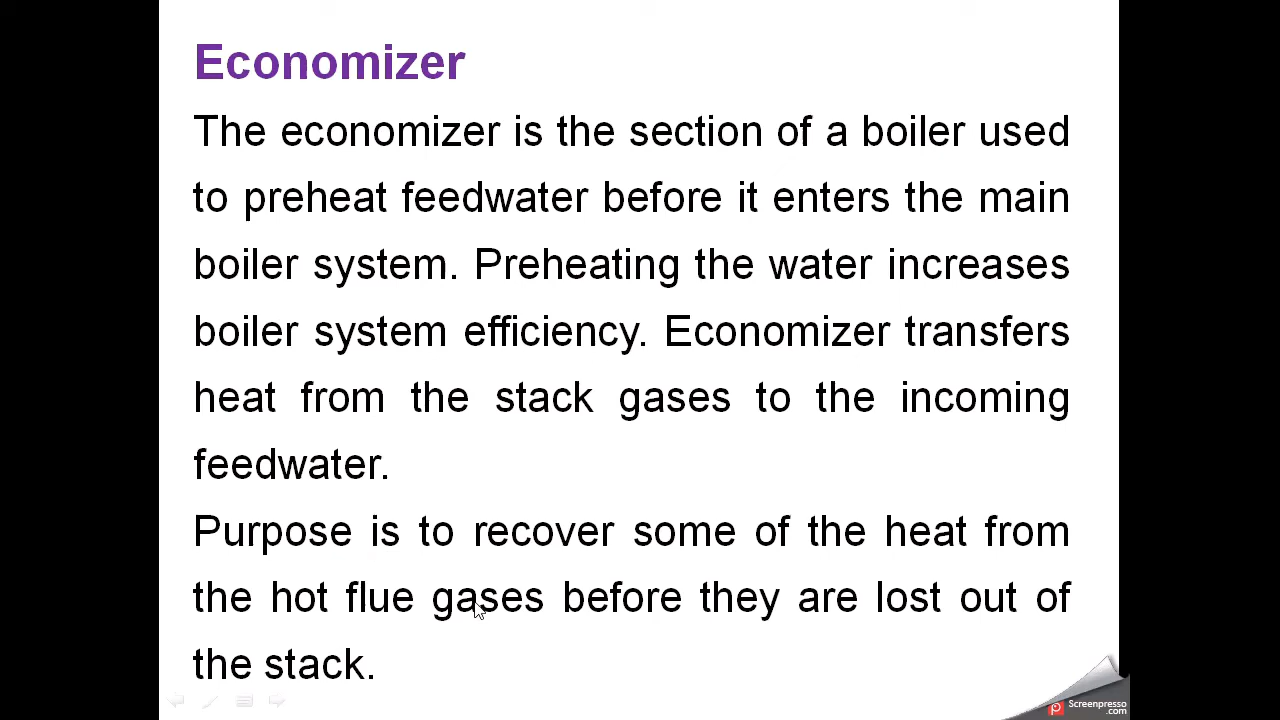 Economizer
The economizer is the section of a boiler used
to preheat feedwater before it enters the main
boiler system. Preheating the water increases
boiler system efficiency. Economizer transfers
heat from the stack gases to the incoming
feedwater.
Purpose is to recover some of the heat from
the hot flue gases before they are lost out of
the stack.
Screenpresso
.com